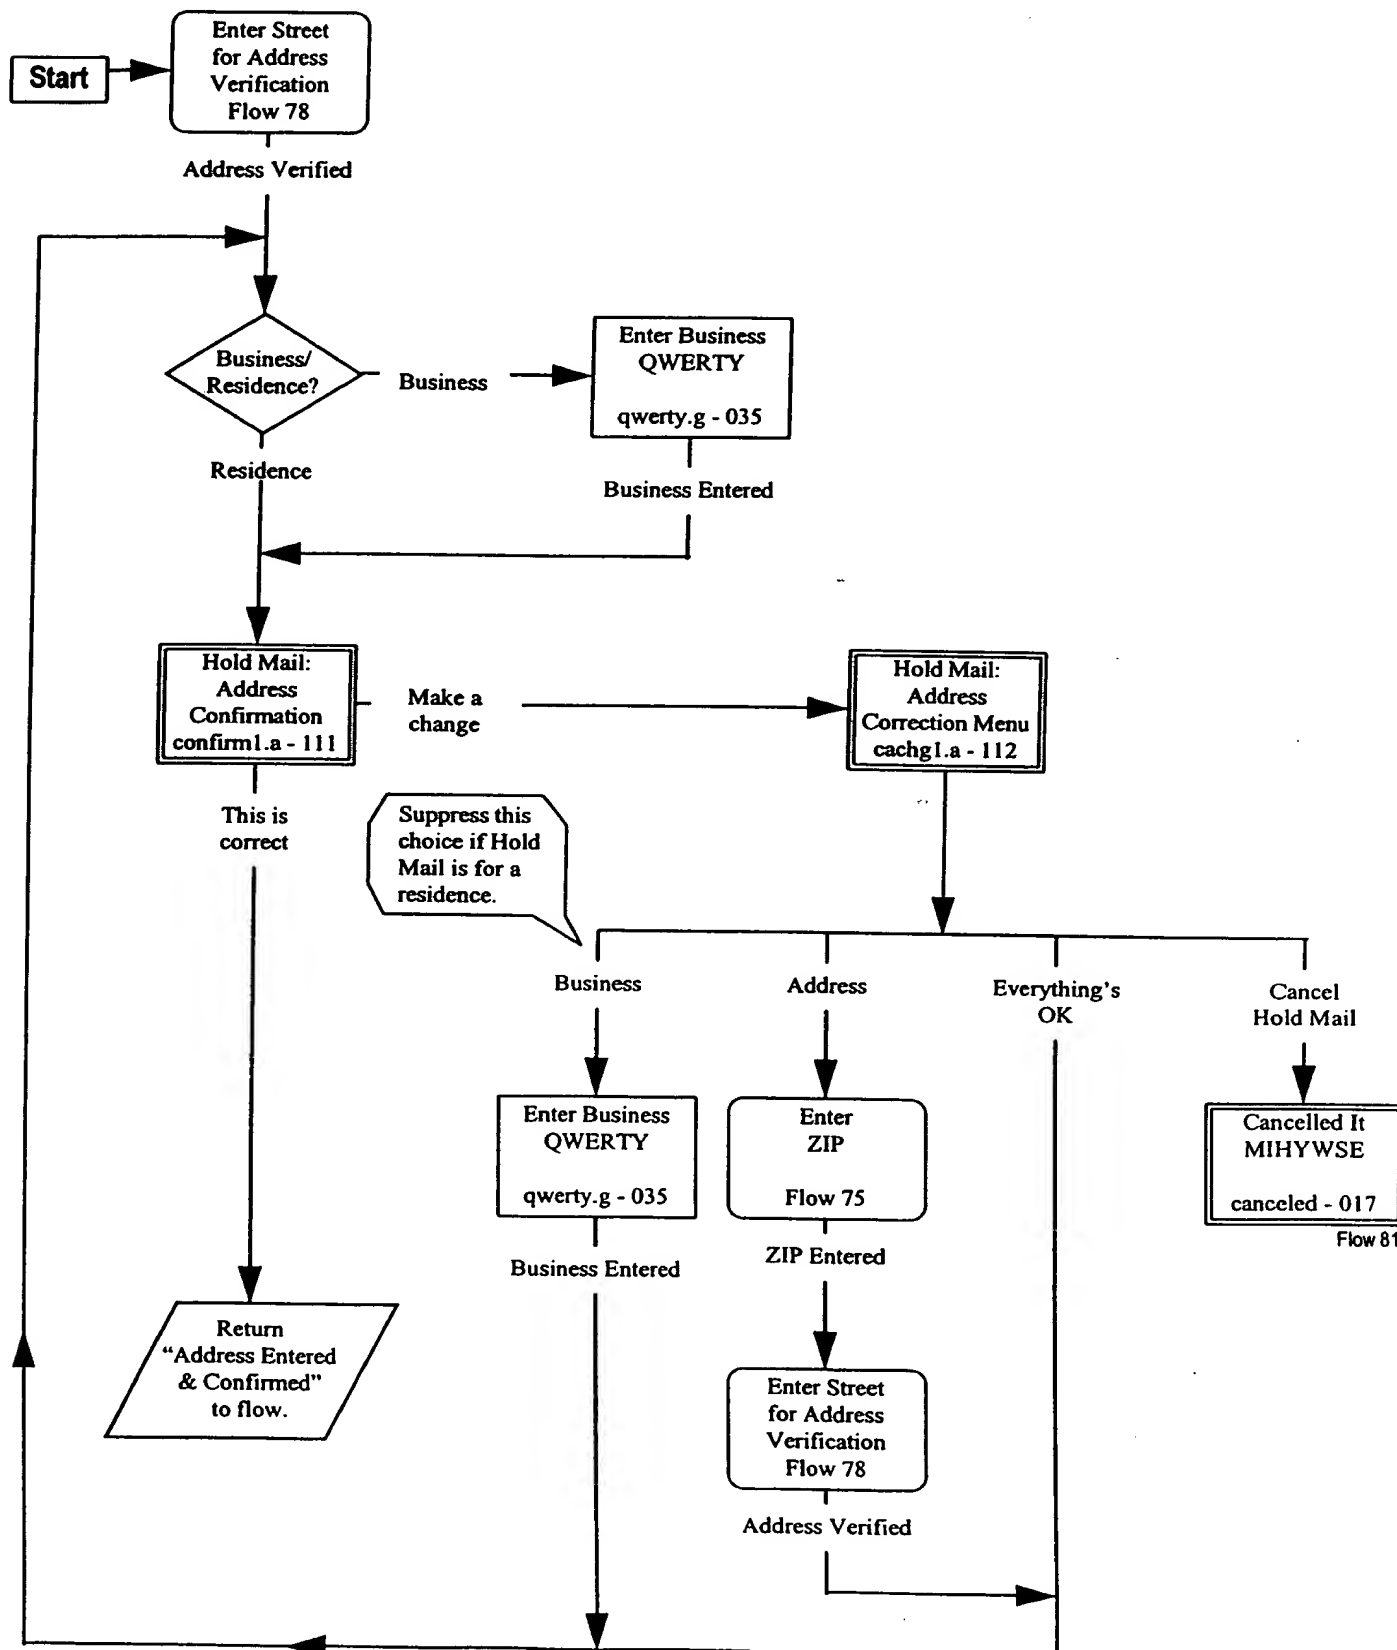 Start
Enter Street
for Address
Verification
Flow 78
Address Verified
Business/
Residence?
Business
Enter Business
QWERTY
qwerty.g - 035
Residence
Business Entered
Hold Mail:
Address
Confirmation
confirm1.a - 111
Make a
change
Hold Mail:
Address
Correction Menu
cachg1.a - 112
This is
correct
Suppress this
choice if Hold
Mail is for a
residence.
Business
Address
Everything's
OK
Cancel
Hold Mail
Enter Business
QWERTY
qwerty.g - 035
Enter
ZIP
Flow 75
Cancelled It
MIHYWSE
canceled - 017
Flow 81
Business Entered
ZIP Entered
Return
“Address Entered
& Confirmed”
to flow.
Enter Street
for Address
Verification
Flow 78
Address Verified